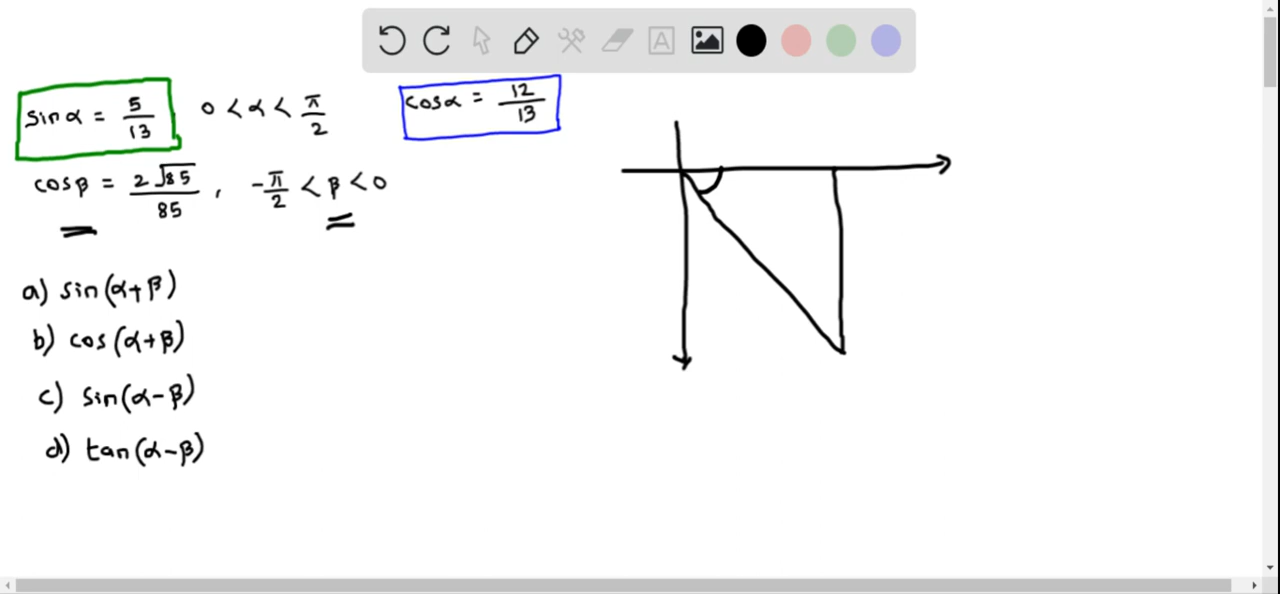 sin α = 5/13   0 < α < π/2   cos α = 12/13
cos β = 2√85/85 , -π/2 < β < 0
a) sin(α+β)
b) cos(α+β)
c) sin(α-β)
d) tan(α-β)